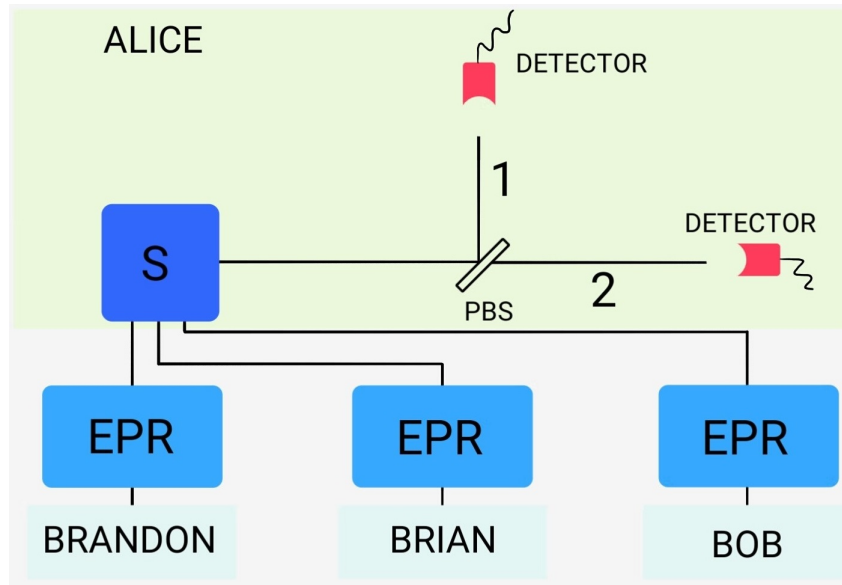 ALICE
DETECTOR
1
DETECTOR
S
2
PBS
EPR
EPR
EPR
BRANDON
BRIAN
BOB